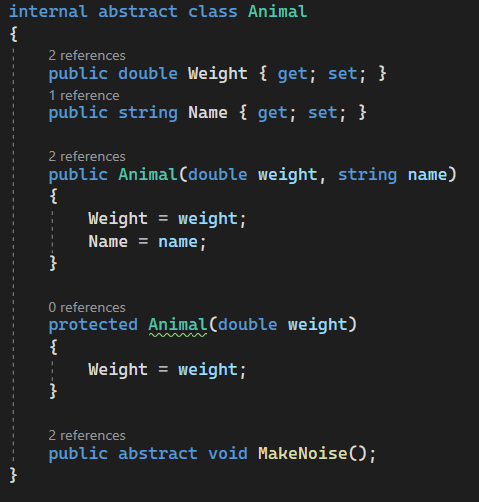 internal abstract class Animal
{
2 references
public double Weight { get; set; }
1 reference
public string Name { get; set; }
2 references
public Animal(double weight, string name)
{
Weight = weight;
Name = name;
}
0 references
protected Animal(double weight)
{
Weight = weight;
}
2 references
public abstract void MakeNoise();
}